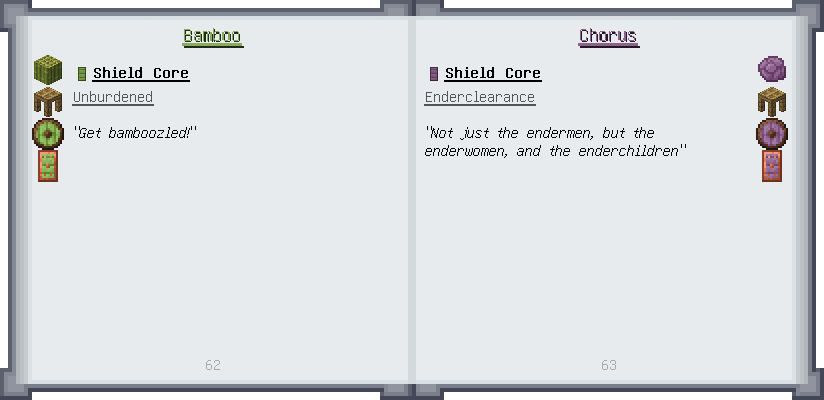 Bamboo
Shield Core
Unburdened
"Get bamboozled!"
62
Chorus
Shield Core
Enderclearance
"Not just the endermen, but the
enderwomen, and the enderchildren"
63